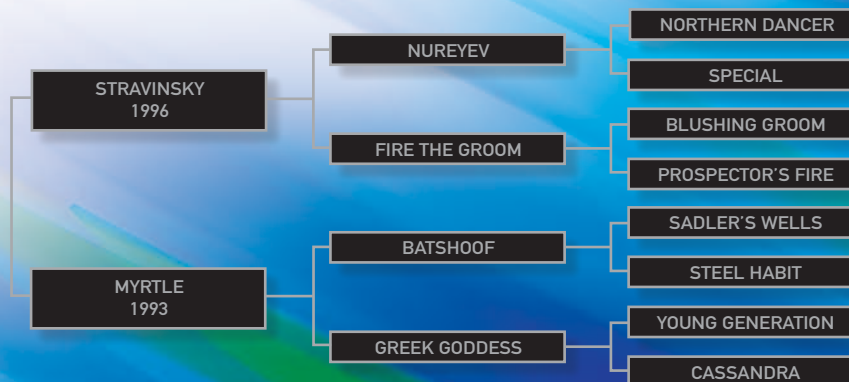 STRAVINSKY
1996
NUREYEV
NORTHERN DANCER
SPECIAL
FIRE THE GROOM
BLUSHING GROOM
PROSPECTOR'S FIRE
MYRTLE
1993
BATSHOOF
SADLER'S WELLS
STEEL HABIT
GREEK GODDESS
YOUNG GENERATION
CASSANDRA